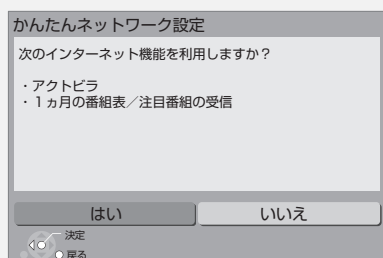 かんたんネットワーク設定
次のインターネット機能を利用しますか？
・アクトビラ
・１ヵ月の番組表／注目番組の受信
はい いいえ
決定
戻る